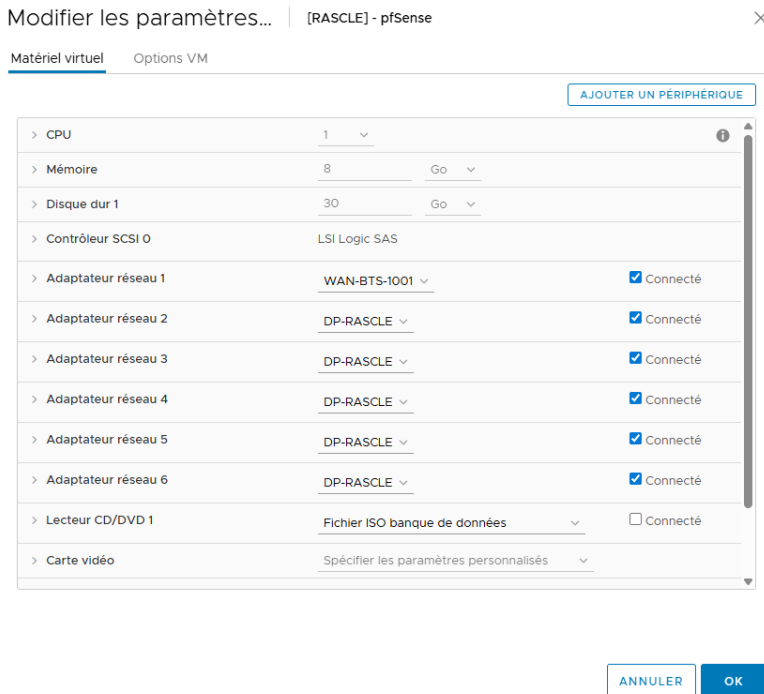 Modifier les paramètres... [RASCLE] - pfSense
Matériel virtuel Options VM
AJOUTER UN PÉRIPHÉRIQUE
CPU 1
Mémoire 8 Go
Disque dur 1 30 Go
Contrôleur SCSI 0 LSI Logic SAS
Adaptateur réseau 1 WAN-BTS-1001 Connecté
Adaptateur réseau 2 DP-RASCLE Connecté
Adaptateur réseau 3 DP-RASCLE Connecté
Adaptateur réseau 4 DP-RASCLE Connecté
Adaptateur réseau 5 DP-RASCLE Connecté
Adaptateur réseau 6 DP-RASCLE Connecté
Lecteur CD/DVD 1 Fichier ISO banque de données Connecté
Carte vidéo Spécifier les paramètres personnalisés
ANNULER OK